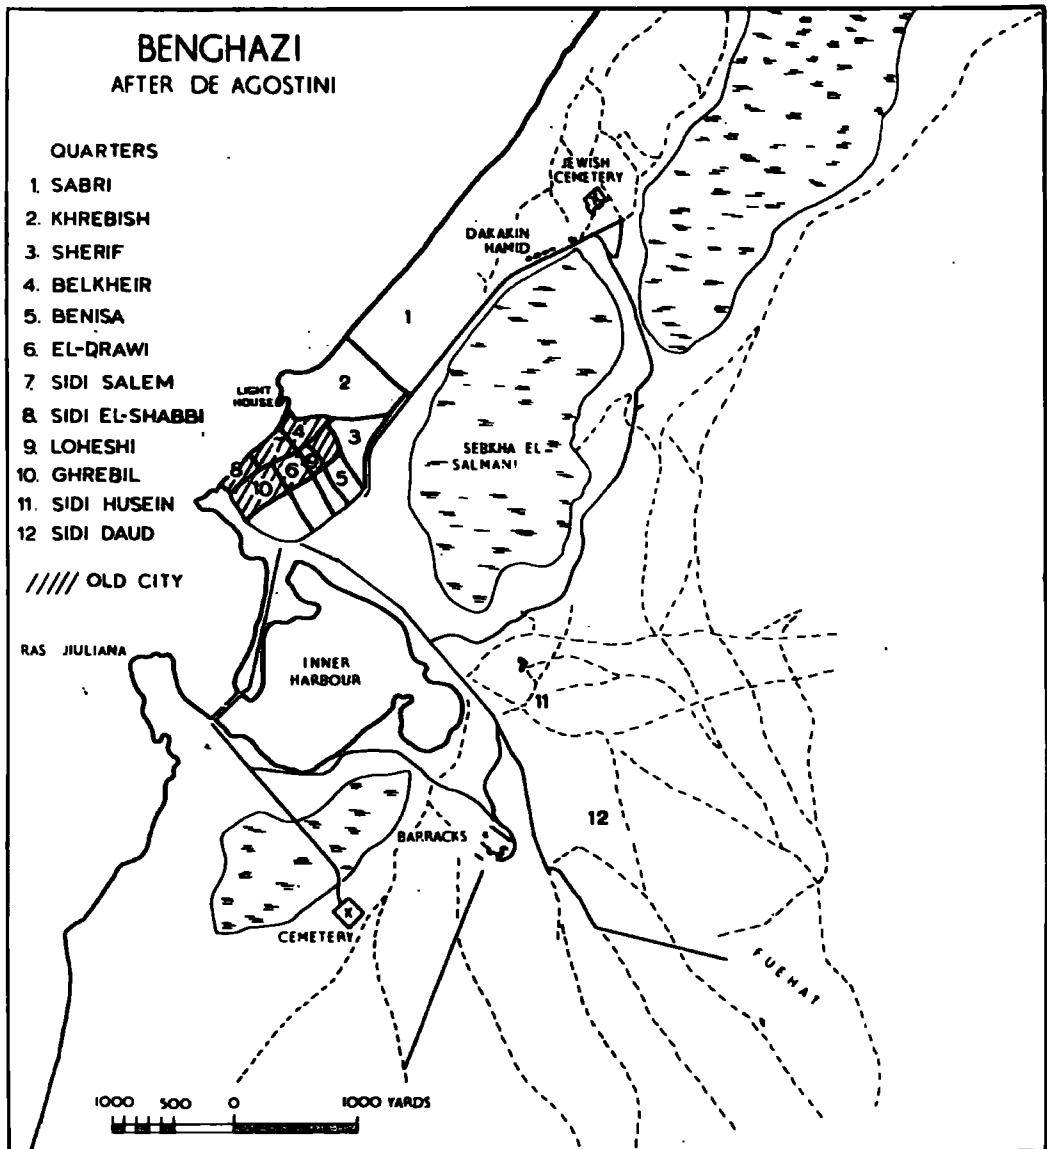 BENGHAZI
AFTER DE AGOSTINI
QUARTERS
1. SABRI
2. KHREBISH
3. SHERIF
4. BELKHEIR
5. BENISA
6. EL-DRAWI
7. SIDI SALEM
8. SIDI EL-SHABBI
9. LOHESHI
10. GHREBIL
11. SIDI HUSEIN
12 SIDI DAUD
///// OLD CITY
JEWISH
CEMETERY
DAKAKIN
HAMID
1
2
LIGHT
HOUSE
3
4
SEBKHA EL
SALMANI
8
6
9
5
10
RAS JIULIANA
INNER
HARBOUR
11
12
BARRACKS
X
CEMETERY
FUEHAT
1000 500 0 1000 YARDS